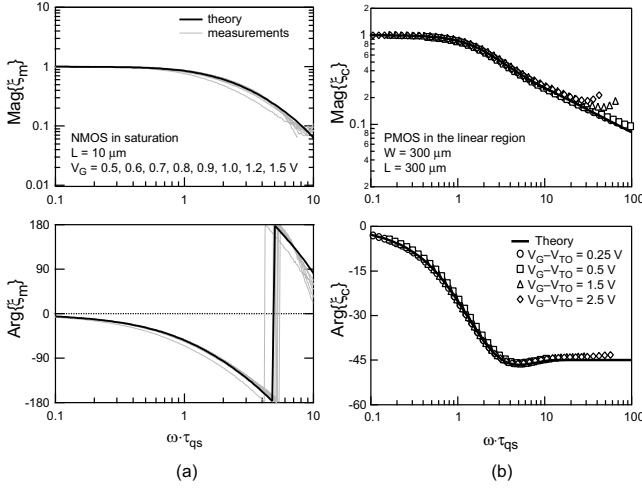 Mag{ξm}
1
0.1
0.01
theory
measurements
NMOS in saturation
L = 10 µm
VG = 0.5, 0.6, 0.7, 0.8, 0.9, 1.0, 1.2, 1.5 V
0.1
1
10
Arg{ξm}
180
90
0
-90
-180
0.1
1
10
ω·τqs
(a)
Mag{ξc}
2
1
8
6
4
2
0.1
8
6
4
2
PMOS in the linear region
W = 300 µm
L = 300 µm
0.1
1
10
100
Arg{ξc}
0
-15
-30
-45
-60
Theory
VG–VTO = 0.25 V
VG–VTO = 0.5 V
VG–VTO = 1.5 V
VG–VTO = 2.5 V
0.1
1
10
100
ω·τqs
(b)